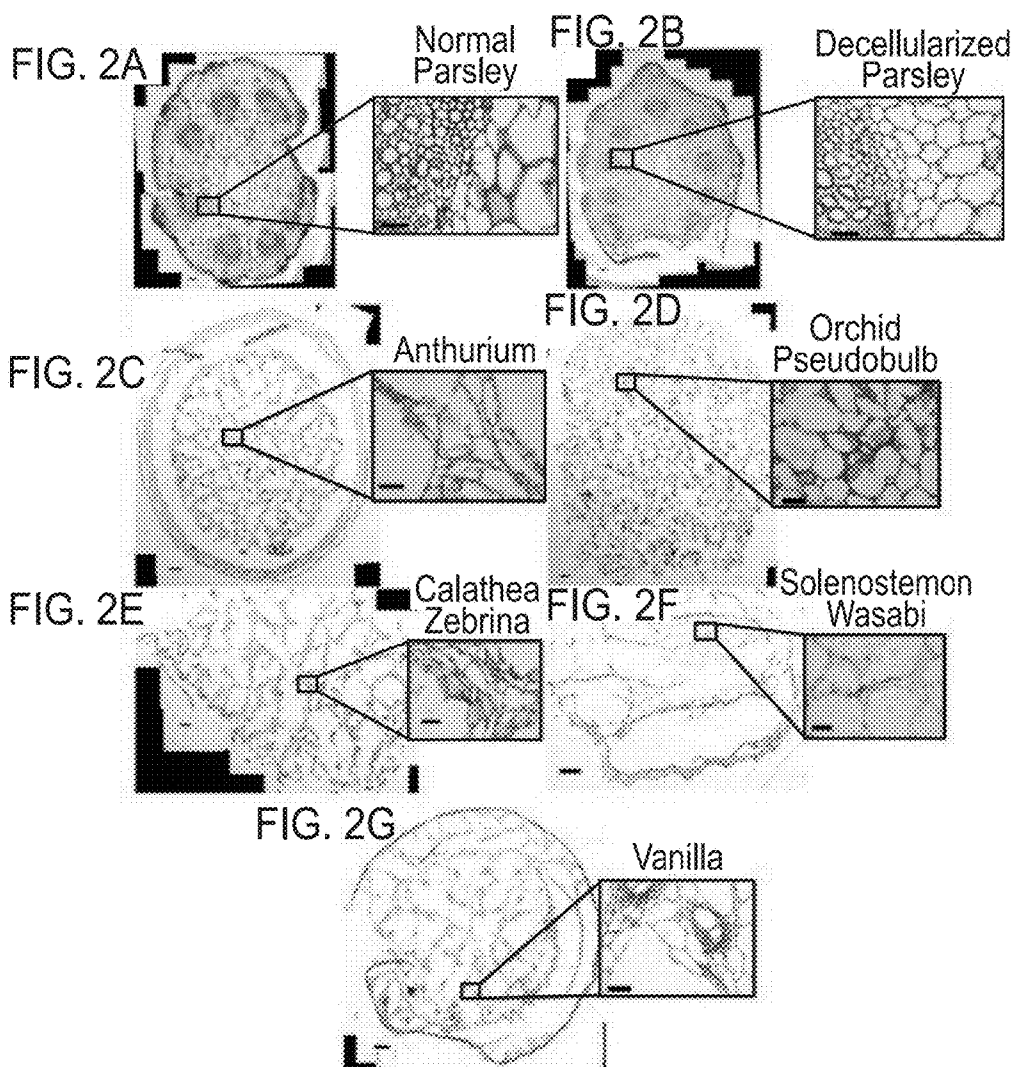 FIG. 2A
Normal
Parsley
FIG. 2B
Decellularized
Parsley
FIG. 2C
Anthurium
FIG. 2D
Orchid
Pseudobulb
FIG. 2E
Calathea
Zebrina
FIG. 2F
Solenostemon
Wasabi
FIG. 2G
Vanilla